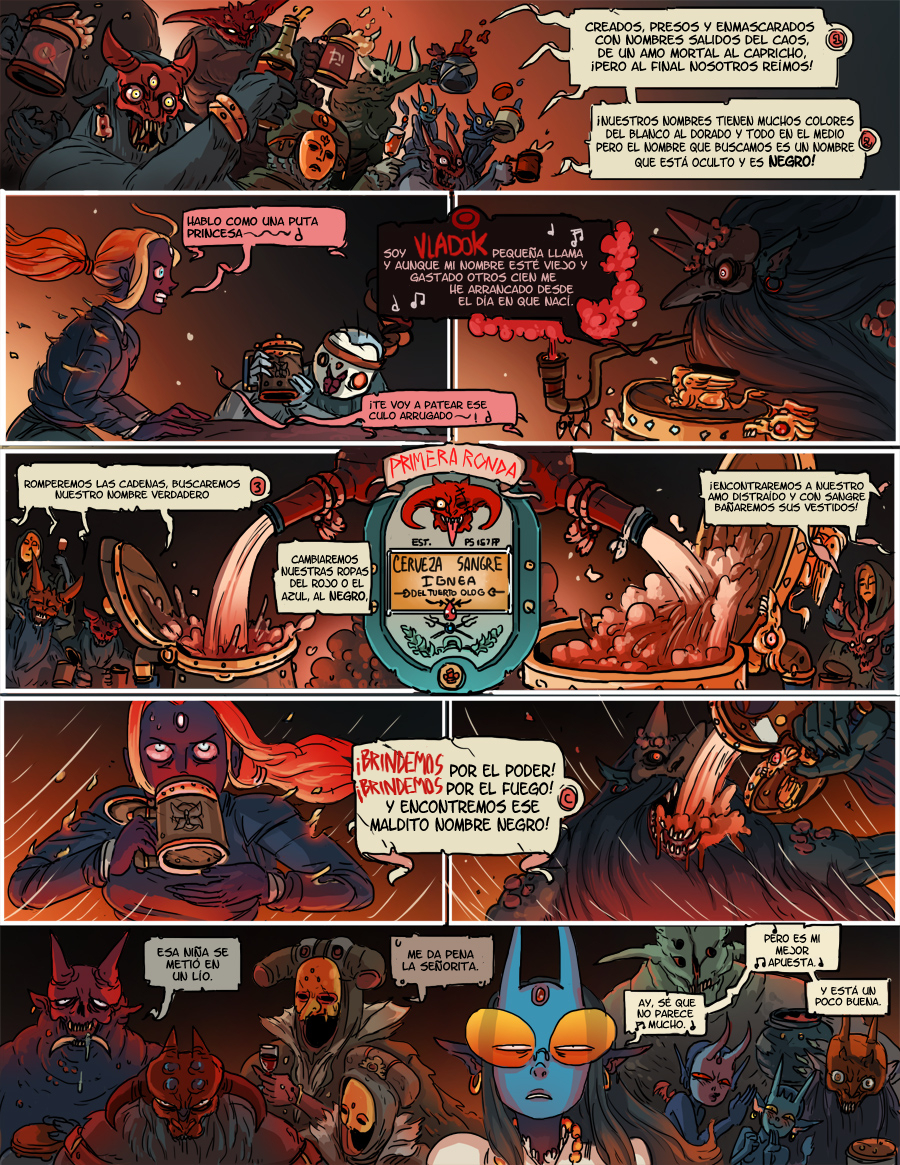 CREADOS, PRESOS Y ENMASCARADOS
CON NOMBRES SALIDOS DEL CAOS,
DE UN AMO MORTAL AL CAPRICHO,
¡PERO AL FINAL NOSOTROS REÍMOS!
1
¡NUESTROS NOMBRES TIENEN MUCHOS COLORES
DEL BLANCO AL DORADO Y TODO EN EL MEDIO
PERO EL NOMBRE QUE BUSCAMOS ES UN NOMBRE
QUE ESTÁ OCULTO Y ES NEGRO!
2
HABLO COMO UNA PUTA
PRINCESA~~~
SOY VLADOK PEQUEÑA LLAMA
Y AUNQUE MI NOMBRE ESTÉ VIEJO Y
GASTADO OTROS CIEN ME
HE ARRANCADO DESDE
EL DÍA EN QUE NACÍ.
¡TE VOY A PATEAR ESE
CULO ARRUGADO~!
ROMPEREMOS LAS CADENAS, BUSCAREMOS
NUESTRO NOMBRE VERDADERO
3
CAMBIAREMOS
NUESTRAS ROPAS
DEL ROJO O EL
AZUL, AL NEGRO,
PRIMERA RONDA
EST. PS 167 PP
CERVEZA SANGRE
IGNEA
DEL TUERTO OLOG
¡ENCONTRAREMOS A NUESTRO
AMO DISTRAÍDO Y CON SANGRE
BAÑAREMOS SUS VESTIDOS!
¡BRINDEMOS POR EL PODER!
¡BRINDEMOS POR EL FUEGO!
Y ENCONTREMOS ESE
MALDITO NOMBRE NEGRO!
C
ESA NIÑA SE
METIÓ EN
UN LÍO.
ME DA PENA
LA SEÑORITA.
AY, SÉ QUE
NO PARECE
MUCHO.
PERO ES MI
MEJOR
APUESTA.
Y ESTÁ UN
POCO BUENA.